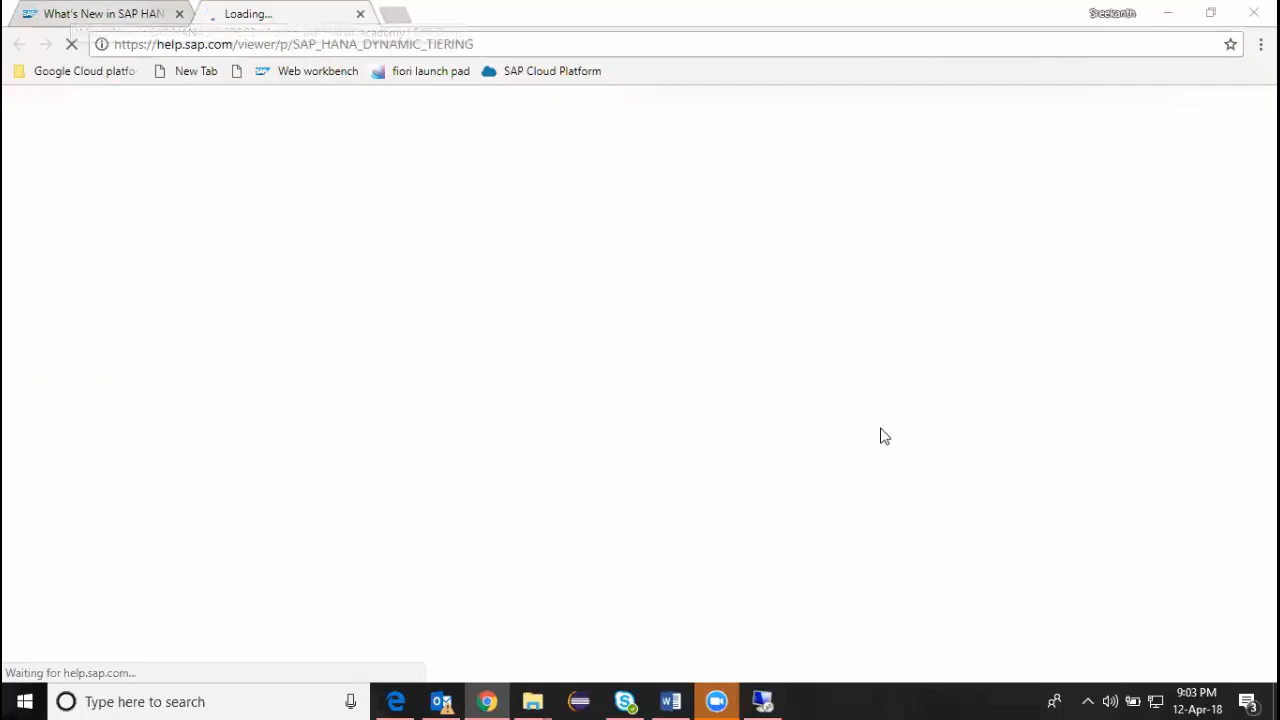 What's New in SAP HAN
Loading...
Sreekanth
https://help.sap.com/viewer/p/SAP_HANA_DYNAMIC_TIERING
Google Cloud platfo
New Tab
Web workbench
fiori launch pad
SAP Cloud Platform
Waiting for help.sap.com...
Type here to search
9:03 PM
12-Apr-18
3